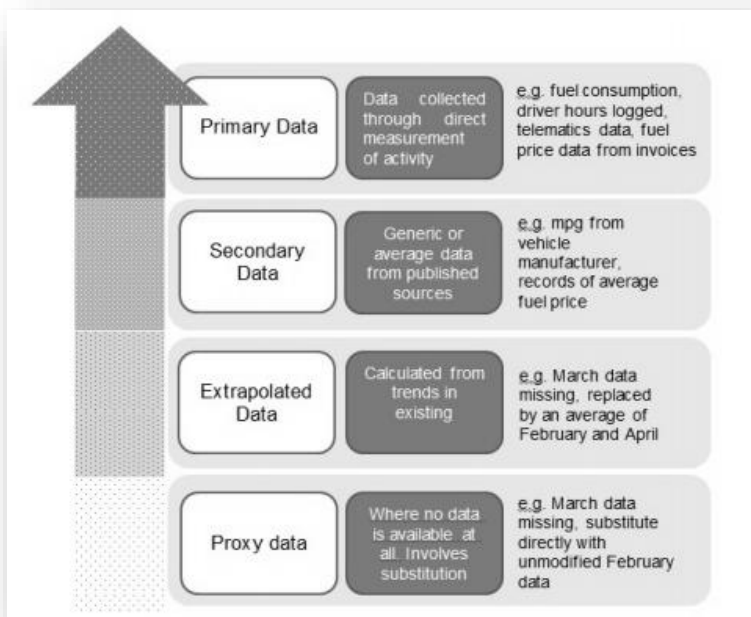 Primary Data
Data collected
through direct
measurement
of activity
e.g. fuel consumption,
driver hours logged,
telematics data, fuel
price data from invoices
Secondary
Data
Generic or
average data
from published
sources
e.g. mpg from
vehicle
manufacturer,
records of average
fuel price
Extrapolated
Data
Calculated from
trends in
existing
e.g. March data
missing, replaced
by an average of
February and April
Proxy data
Where no data
is available at
all. Involves
substitution
e.g. March data
missing, substitute
directly with
unmodified February
data